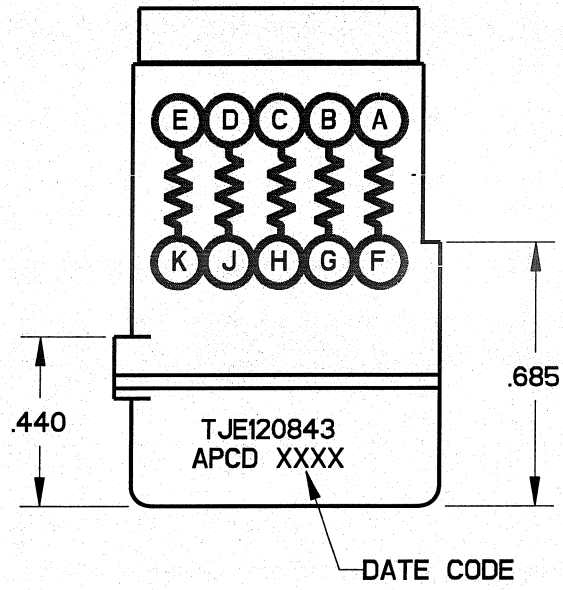 E D C B A
K J H G F
.685
.440
TJE120843
APCD XXXX
DATE CODE